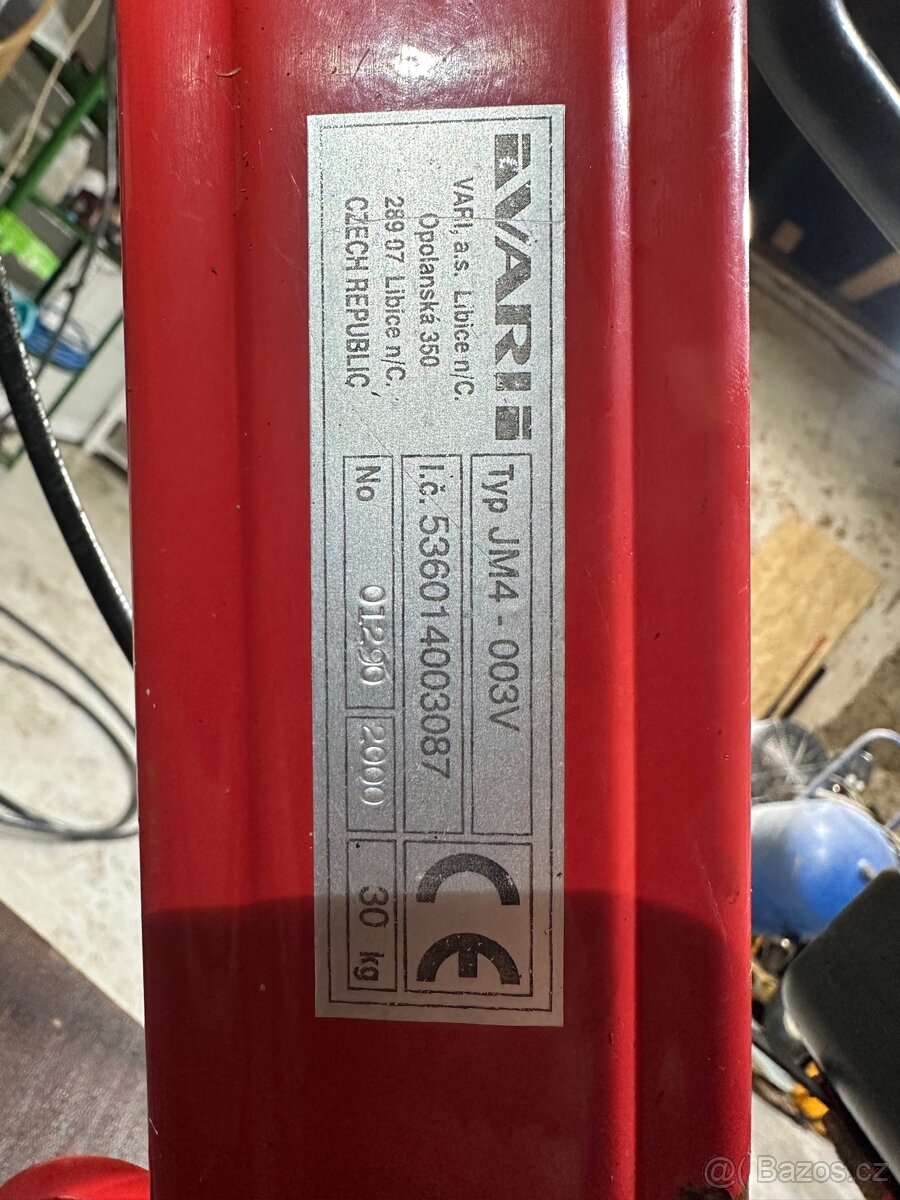 VARI
VARI, a.s. Libice n/C.
Opolanská 350
289 07 Libice n/C,
CZECH REPUBLIC
Typ JM4 - 003V
I.č. 536014003087
No 01290 2000 30 kg
CE
@ Bazos.cz